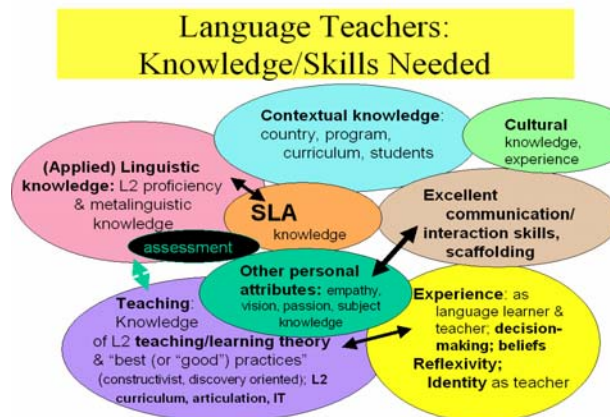 Language Teachers:
Knowledge/Skills Needed
Contextual knowledge:
country, program,
curriculum, students
Cultural
knowledge,
experience
(Applied) Linguistic
knowledge: L2 proficiency
& metalinguistic
knowledge
SLA
knowledge
Excellent
communication/
interaction skills,
scaffolding
assessment
Other personal
attributes: empathy,
vision, passion, subject
knowledge
Teaching:
Knowledge
of L2 teaching/learning theory
& "best (or "good") practices"
(constructivist, discovery oriented); L2
curriculum, articulation, IT
Experience: as
language learner &
teacher; decision-
making; beliefs
Reflexivity;
Identity as teacher